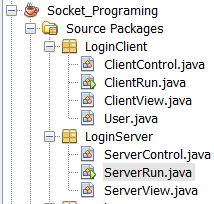 Socket_Programing
Source Packages
LoginClient
ClientControl.java
ClientRun.java
ClientView.java
User.java
LoginServer
ServerControl.java
ServerRun.java
ServerView.java